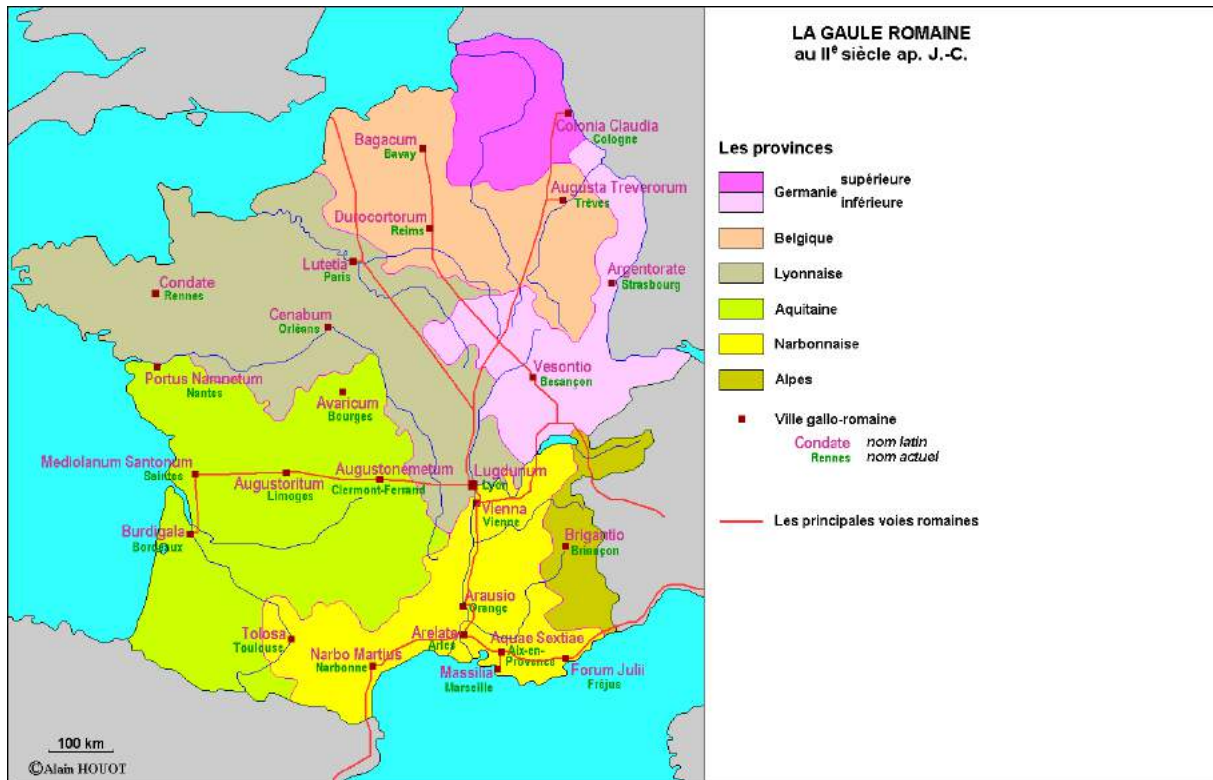 LA GAULE ROMAINE
au IIe siècle ap. J.-C.
Les provinces
Germanie
supérieure
inférieure
Belgique
Lyonnaise
Aquitaine
Narbonnaise
Alpes
Ville gallo-romaine
Condate nom latin
Rennes nom actuel
Les principales voies romaines
Colonia Claudia
Cologne
Bagacum
Bavay
Augusta Treverorum
Trèves
Durocortorum
Reims
Lutetia
Paris
Argentorate
Strasbourg
Condate
Rennes
Cenabum
Orléans
Vesontio
Besançon
Portus Namnetum
Nantes
Avaricum
Bourges
Mediolanum Santonum
Saintes
Augustoritum
Limoges
Augustonémetum
Clermont-Ferrand
Lugdunum
Lyon
Vienna
Vienne
Burdigala
Bordeaux
Brigantio
Briançon
Arausio
Orange
Tolosa
Toulouse
Narbo Martius
Narbonne
Arelate
Arles
Aquae Sextiae
Aix-en-
Provence
Massilia
Marseille
Forum Julii
Fréjus
100 km
©Alain HOUOT